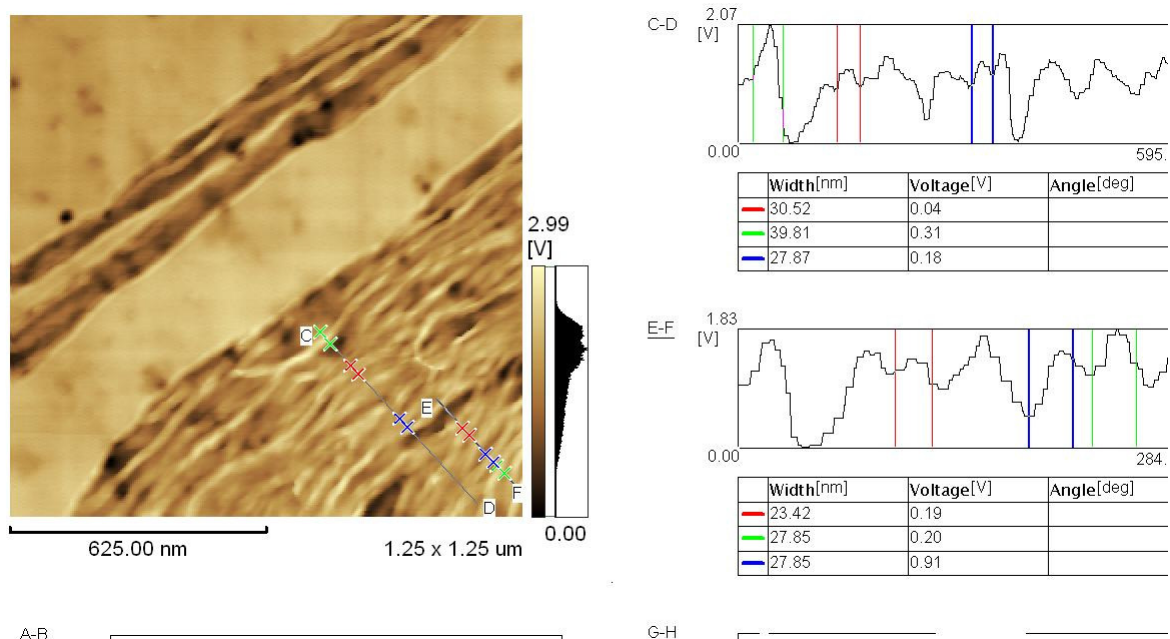 C
E
D
F
2.99
[V]
0.00
625.00 nm
1.25 x 1.25 um
C-D
2.07
[V]
0.00
595.
Width[nm] Voltage[V] Angle[deg]
30.52 0.04
39.81 0.31
27.87 0.18
E-F
1.83
[V]
0.00
284.
Width[nm] Voltage[V] Angle[deg]
23.42 0.19
27.85 0.20
27.85 0.91
A-B
G-H